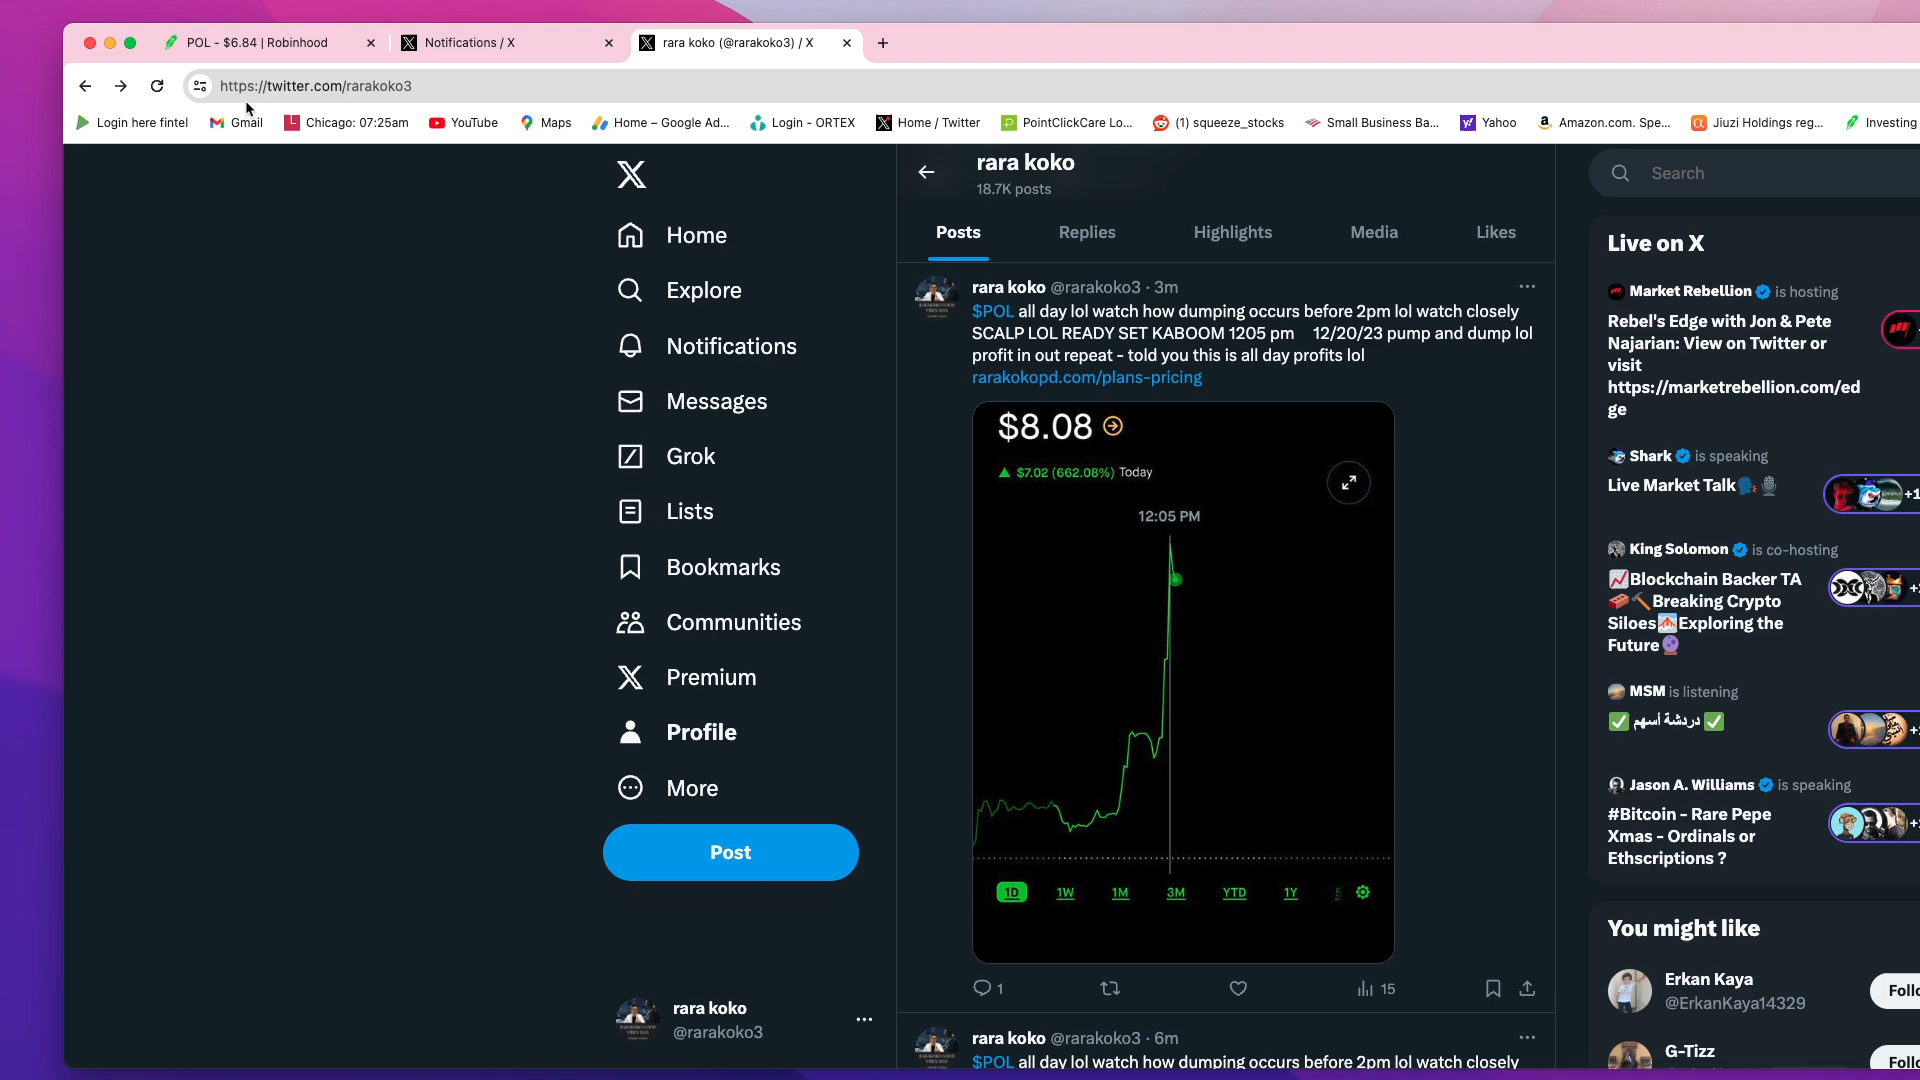 POL - $6.84 | Robinhood
Notifications / X
rara koko (@rarakoko3) / X
https://twitter.com/rarakoko3
Login here fintel
Gmail
Chicago: 07:25am
YouTube
Maps
Home – Google Ad...
Login - ORTEX
Home / Twitter
PointClickCare Lo...
(1) squeeze_stocks
Small Business Ba...
Yahoo
Amazon.com. Spe...
Jiuzi Holdings reg...
Investing
Home
Explore
Notifications
Messages
Grok
Lists
Bookmarks
Communities
Premium
Profile
More
Post
rara koko
@rarakoko3
rara koko
18.7K posts
Posts
Replies
Highlights
Media
Likes
rara koko @rarakoko3 · 3m
$POL all day lol watch how dumping occurs before 2pm lol watch closely
SCALP LOL READY SET KABOOM 1205 pm 12/20/23 pump and dump lol
profit in out repeat - told you this is all day profits lol
rarakokopd.com/plans-pricing
$8.08
$7.02 (662.08%) Today
12:05 PM
1D
1W
1M
3M
YTD
1Y
5
1
15
rara koko @rarakoko3 · 6m
$POL all day lol watch how dumping occurs before 2pm lol watch closely
Search
Live on X
Market Rebellion is hosting
Rebel's Edge with Jon & Pete
Najarian: View on Twitter or
visit
https://marketrebellion.com/ed
ge
Shark is speaking
Live Market Talk
+1
King Solomon is co-hosting
Blockchain Backer TA
Breaking Crypto
Siloes Exploring the
Future
MSM is listening
دردشة أسهم
Jason A. Williams is speaking
#Bitcoin - Rare Pepe
Xmas - Ordinals or
Ethscriptions ?
You might like
Erkan Kaya
@ErkanKaya14329
Follo
G-Tizz
Follo